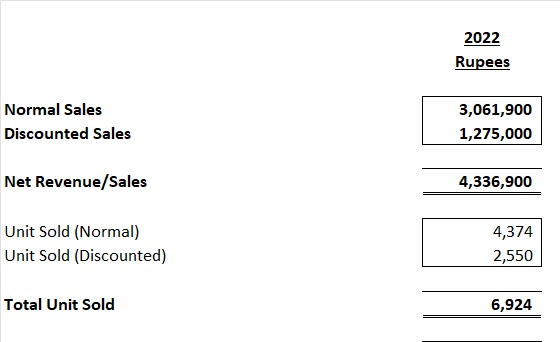 2022
Rupees
Normal Sales 3,061,900
Discounted Sales 1,275,000
Net Revenue/Sales 4,336,900
Unit Sold (Normal) 4,374
Unit Sold (Discounted) 2,550
Total Unit Sold 6,924